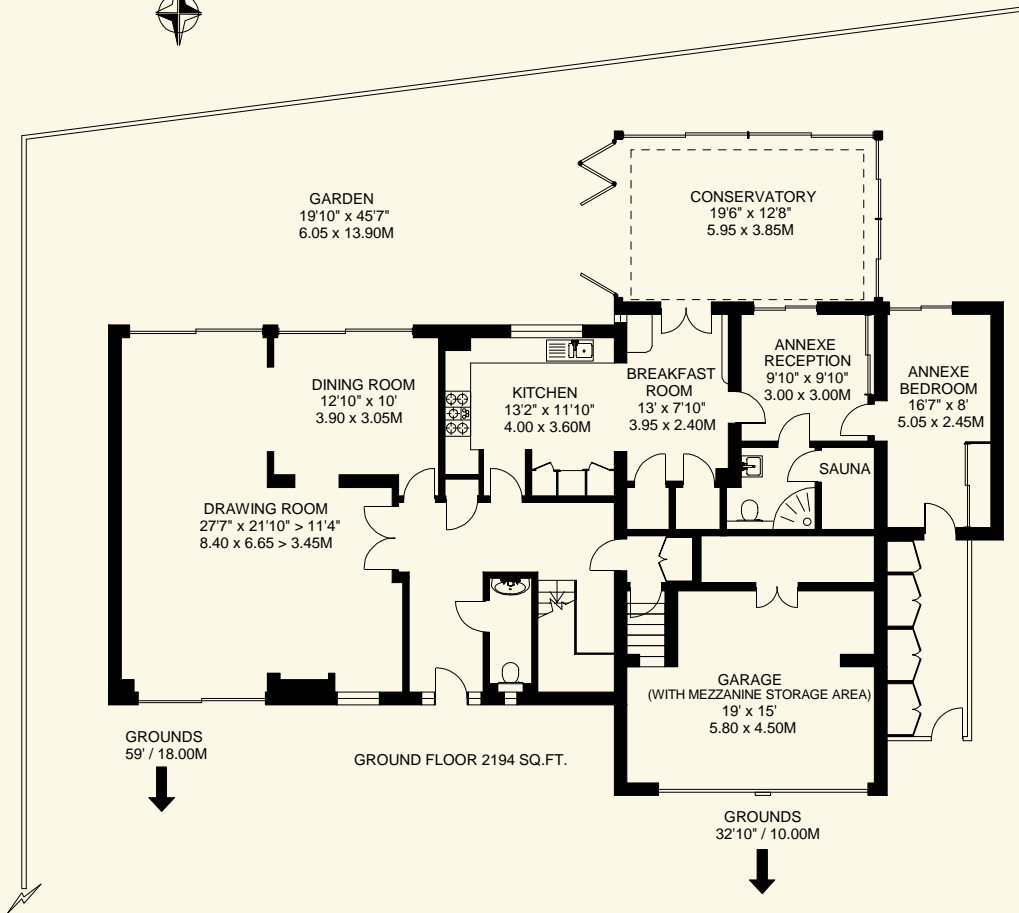 GARDEN
19'10" x 45'7"
6.05 x 13.90M
CONSERVATORY
19'6" x 12'8"
5.95 x 3.85M
DINING ROOM
12'10" x 10'
3.90 x 3.05M
KITCHEN
13'2" x 11'10"
4.00 x 3.60M
BREAKFAST
ROOM
13' x 7'10"
3.95 x 2.40M
ANNEXE
RECEPTION
9'10" x 9'10"
3.00 x 3.00M
ANNEXE
BEDROOM
16'7" x 8'
5.05 x 2.45M
SAUNA
DRAWING ROOM
27'7" x 21'10" > 11'4"
8.40 x 6.65 > 3.45M
GARAGE
(WITH MEZZANINE STORAGE AREA)
19' x 15'
5.80 x 4.50M
GROUNDS
59' / 18.00M
GROUND FLOOR 2194 SQ.FT.
GROUNDS
32'10" / 10.00M